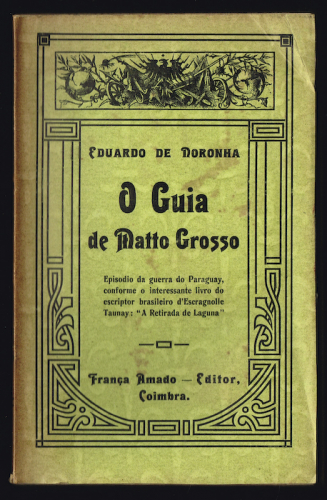 EDUARDO DE NORONHA
O Guia
de Matto Grosso
Episodio da guerra do Paraguay,
conforme o interessante livro do
escriptor brasileiro d'Escragnolle
Taunay: "A Retirada de Laguna"
França Amado — Editor,
Coimbra.